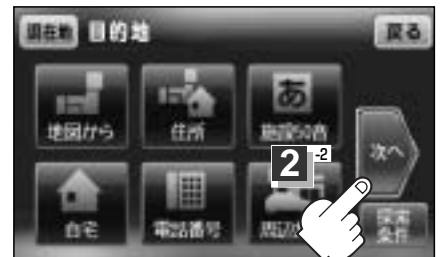 現在地 目的地 戻る
地図から 住所 施設50音
次へ
2-2
自宅 電話番号 周辺
探索
条件